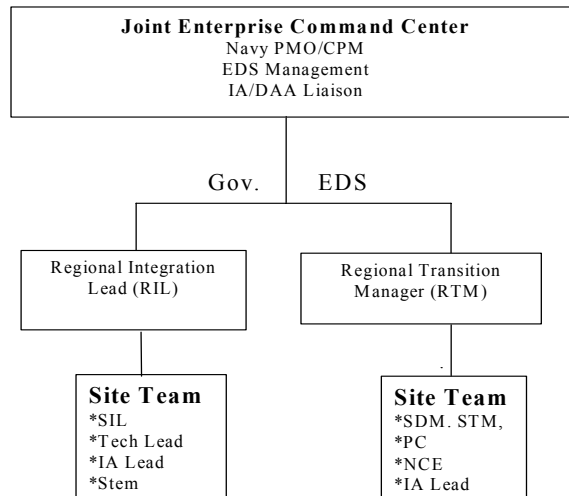 Joint Enterprise Command Center
Navy PMO/CPM
EDS Management
IA/DAA Liaison
Gov. EDS
Regional Integration
Lead (RIL)
Regional Transition
Manager (RTM)
Site Team
*SIL
*Tech Lead
*IA Lead
*Stem
Site Team
*SDM. STM,
*PC
*NCE
*IA Lead